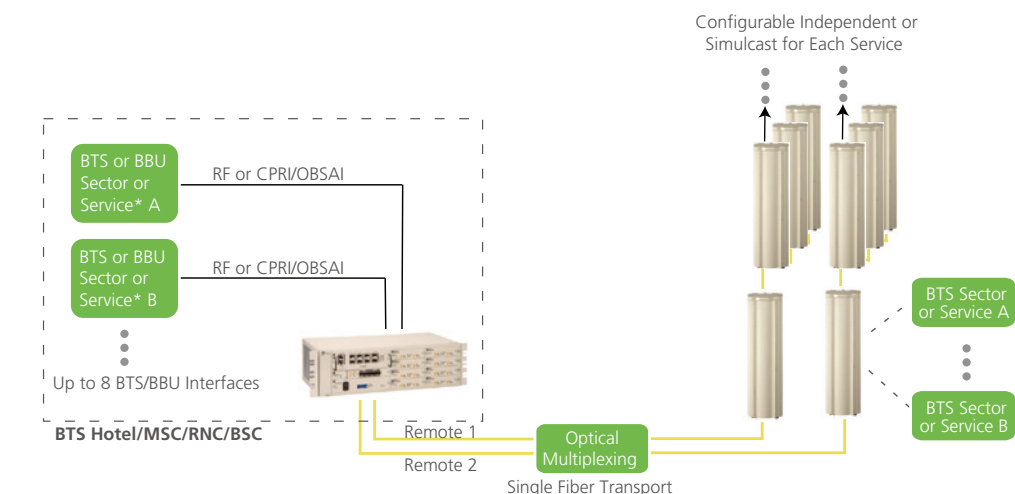 Configurable Independent or
Simulcast for Each Service
BTS or BBU
Sector or
Service* A
RF or CPRI/OBSAI
BTS or BBU
Sector or
Service* B
RF or CPRI/OBSAI
Up to 8 BTS/BBU Interfaces
BTS Hotel/MSC/RNC/BSC
Remote 1
Remote 2
Optical
Multiplexing
Single Fiber Transport
BTS Sector
or Service A
BTS Sector
or Service B